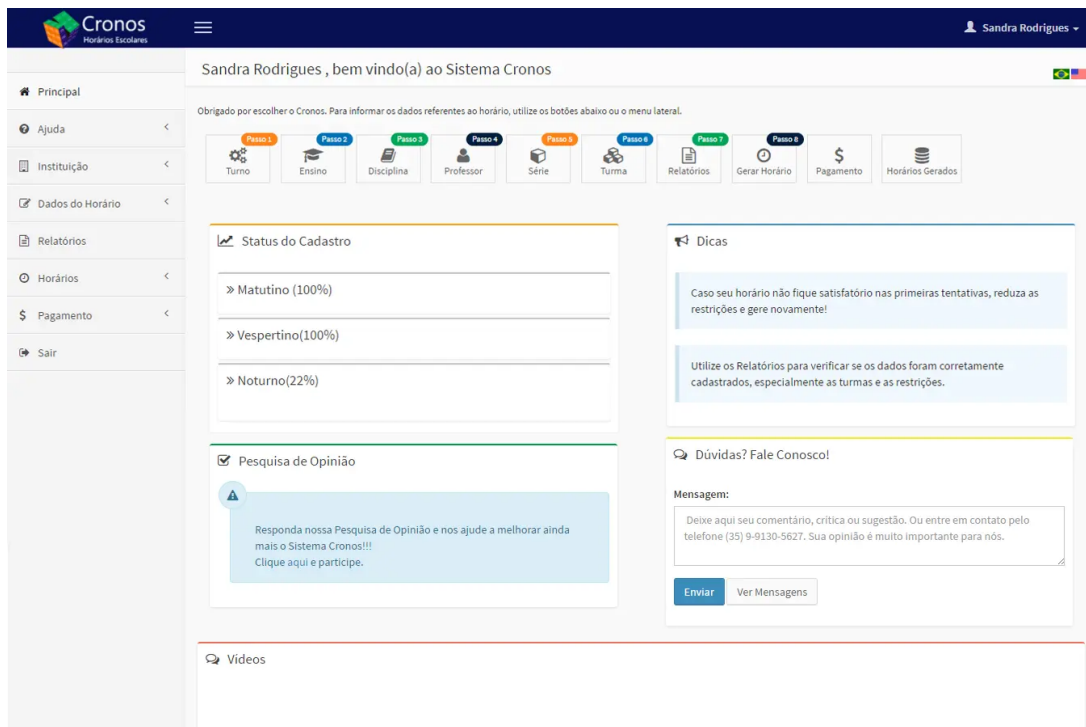 Cronos
Horários Escolares
Sandra Rodrigues
Sandra Rodrigues , bem vindo(a) ao Sistema Cronos
Principal
Ajuda
Instituição
Dados do Horário
Relatórios
Horários
Pagamento
Sair
Obrigado por escolher o Cronos. Para informar os dados referentes ao horário, utilize os botões abaixo ou o menu lateral.
Passo 1
Turno
Passo 2
Ensino
Passo 3
Disciplina
Passo 4
Professor
Passo 5
Série
Passo 6
Turma
Passo 7
Relatórios
Passo 8
Gerar Horário
Pagamento
Horários Gerados
Status do Cadastro
» Matutino (100%)
» Vespertino(100%)
» Noturno(22%)
Dicas
Caso seu horário não fique satisfatório nas primeiras tentativas, reduza as
restrições e gere novamente!
Utilize os Relatórios para verificar se os dados foram corretamente
cadastrados, especialmente as turmas e as restrições.
Pesquisa de Opinião
Responda nossa Pesquisa de Opinião e nos ajude a melhorar ainda
mais o Sistema Cronos!!!
Clique aqui e participe.
Dúvidas? Fale Conosco!
Mensagem:
Deixe aqui seu comentário, crítica ou sugestão. Ou entre em contato pelo
telefone (35) 9-9130-5627. Sua opinião é muito importante para nós.
Enviar
Ver Mensagens
Vídeos